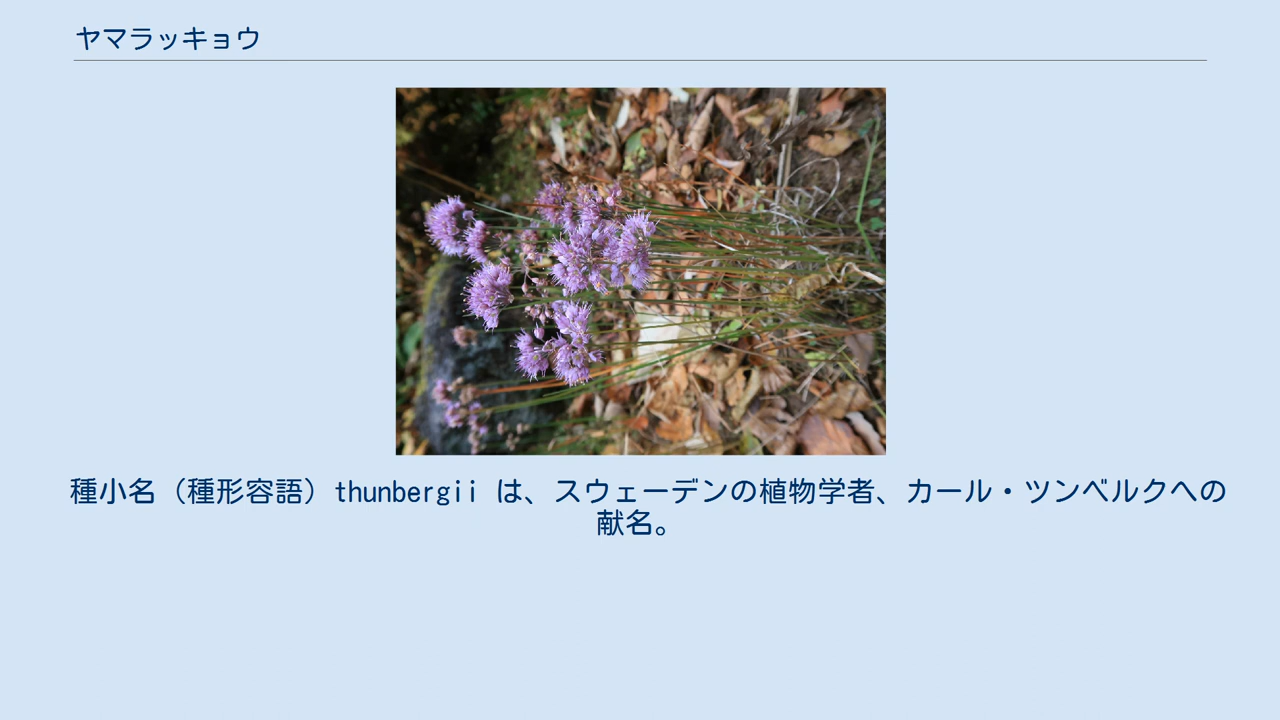 ヤマラッキョウ
種小名（種形容語）thunbergii は、スウェーデンの植物学者、カール・ツンベルクへの
献名。